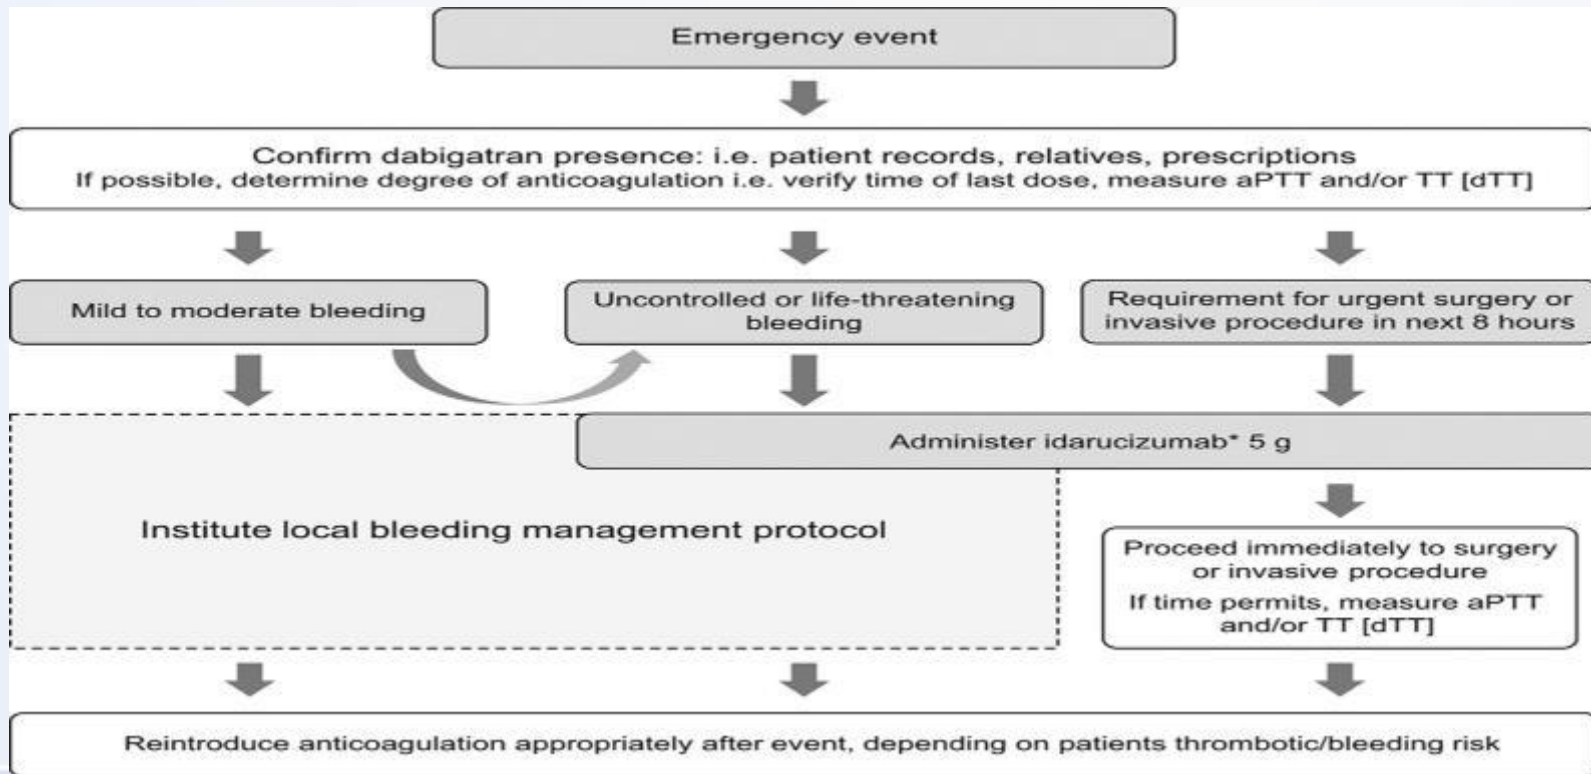 Emergency event
Confirm dabigatran presence: i.e. patient records, relatives, prescriptions
If possible, determine degree of anticoagulation i.e. verify time of last dose, measure aPTT and/or TT [dTT]
Mild to moderate bleeding
Uncontrolled or life-threatening
bleeding
Requirement for urgent surgery or
invasive procedure in next 8 hours
Administer idarucizumab* 5 g
Institute local bleeding management protocol
Proceed immediately to surgery
or invasive procedure
If time permits, measure aPTT
and/or TT [dTT]
Reintroduce anticoagulation appropriately after event, depending on patients thrombotic/bleeding risk